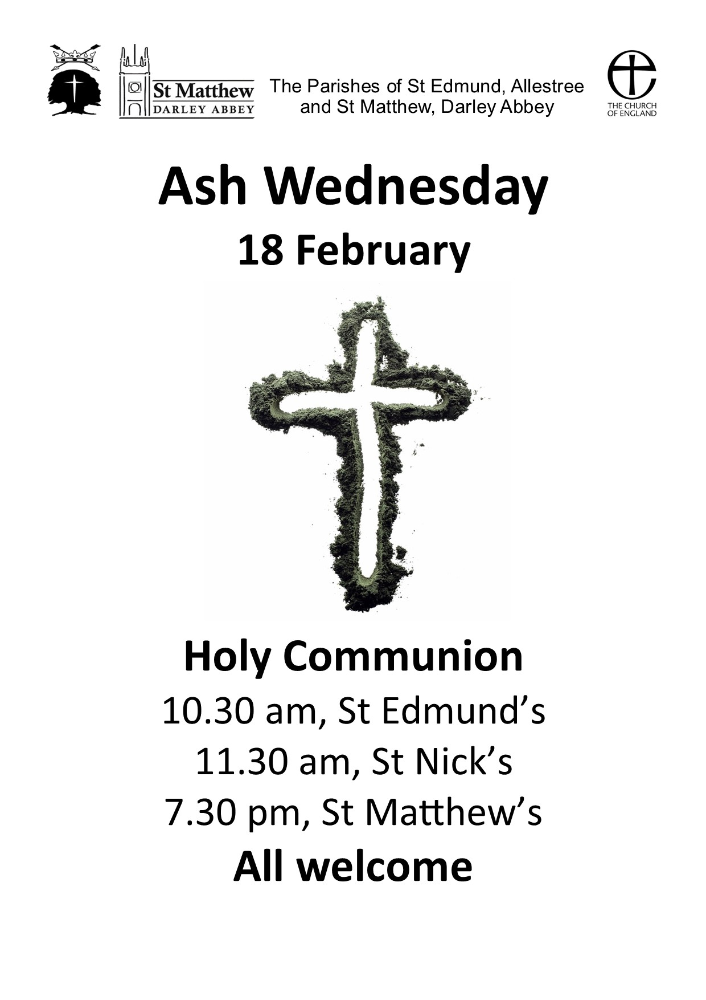 St Matthew
DARLEY ABBEY
The Parishes of St Edmund, Allestree
and St Matthew, Darley Abbey
THE CHURCH
OF ENGLAND
Ash Wednesday
18 February
Holy Communion
10.30 am, St Edmund’s
11.30 am, St Nick’s
7.30 pm, St Matthew’s
All welcome